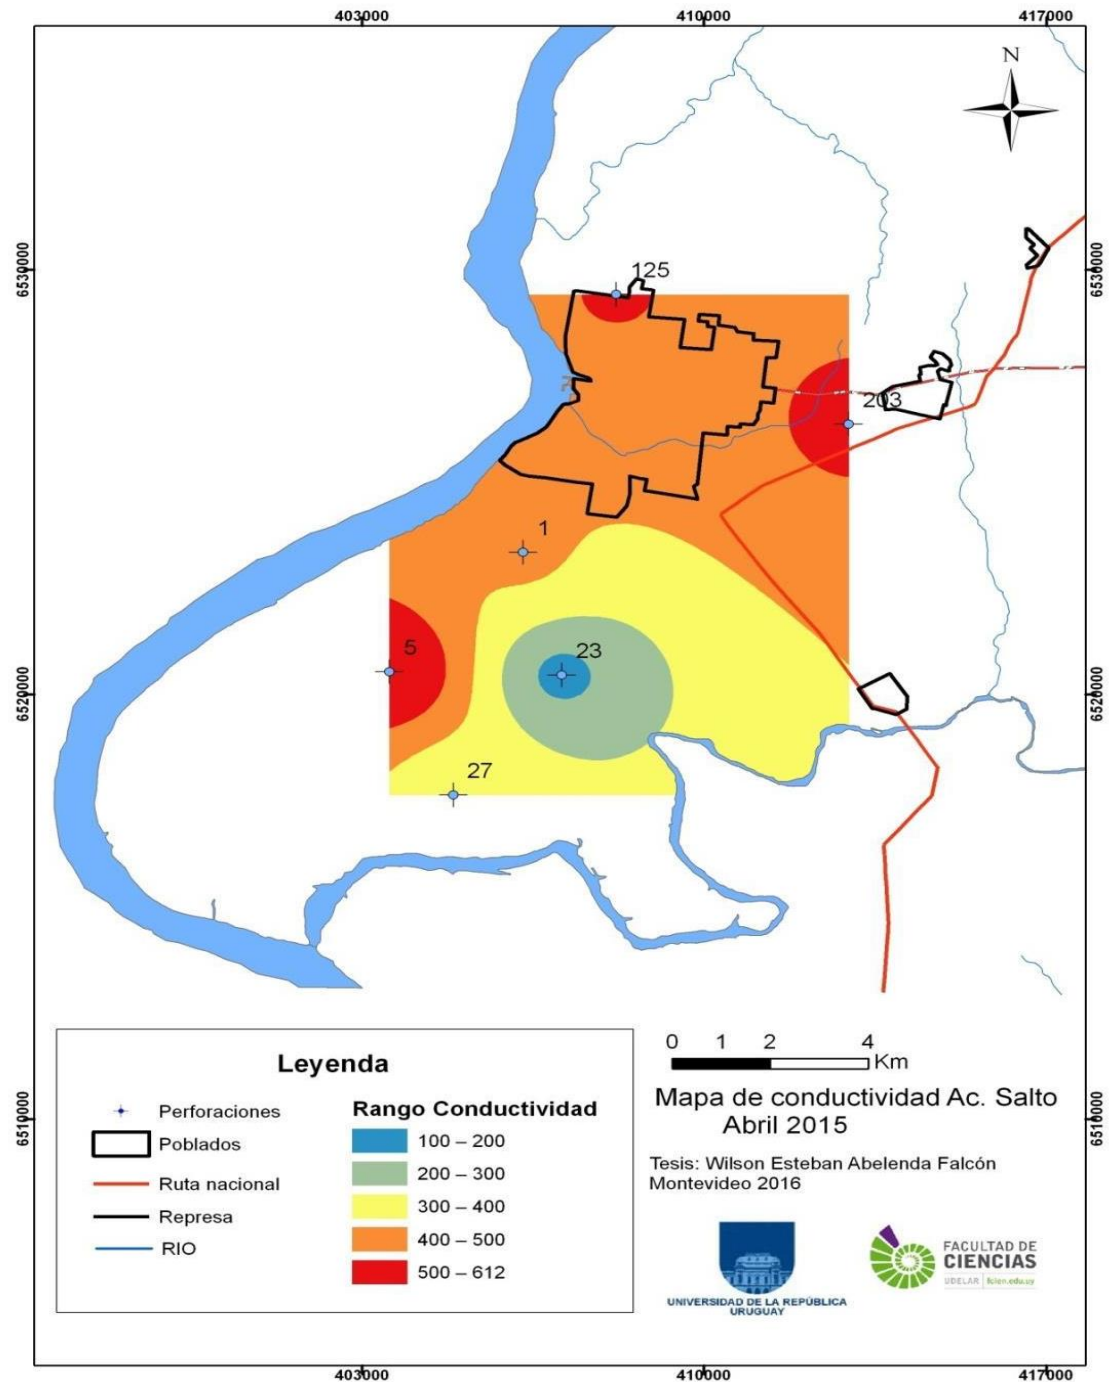 403000
410000
417000
N
6530000
6530000
125
203
1
5
23
6520000
6520000
27
0 1 2 4
Km
Leyenda
Perforaciones
Poblados
Ruta nacional
Represa
RIO
Rango Conductividad
100 – 200
200 – 300
300 – 400
400 – 500
500 – 612
Mapa de conductividad Ac. Salto
Abril 2015
6510000
6510000
Tesis: Wilson Esteban Abelenda Falcón
Montevideo 2016
UNIVERSIDAD DE LA REPÚBLICA
URUGUAY
FACULTAD DE
CIENCIAS
UDELAR | fcien.edu.uy
403000
410000
417000